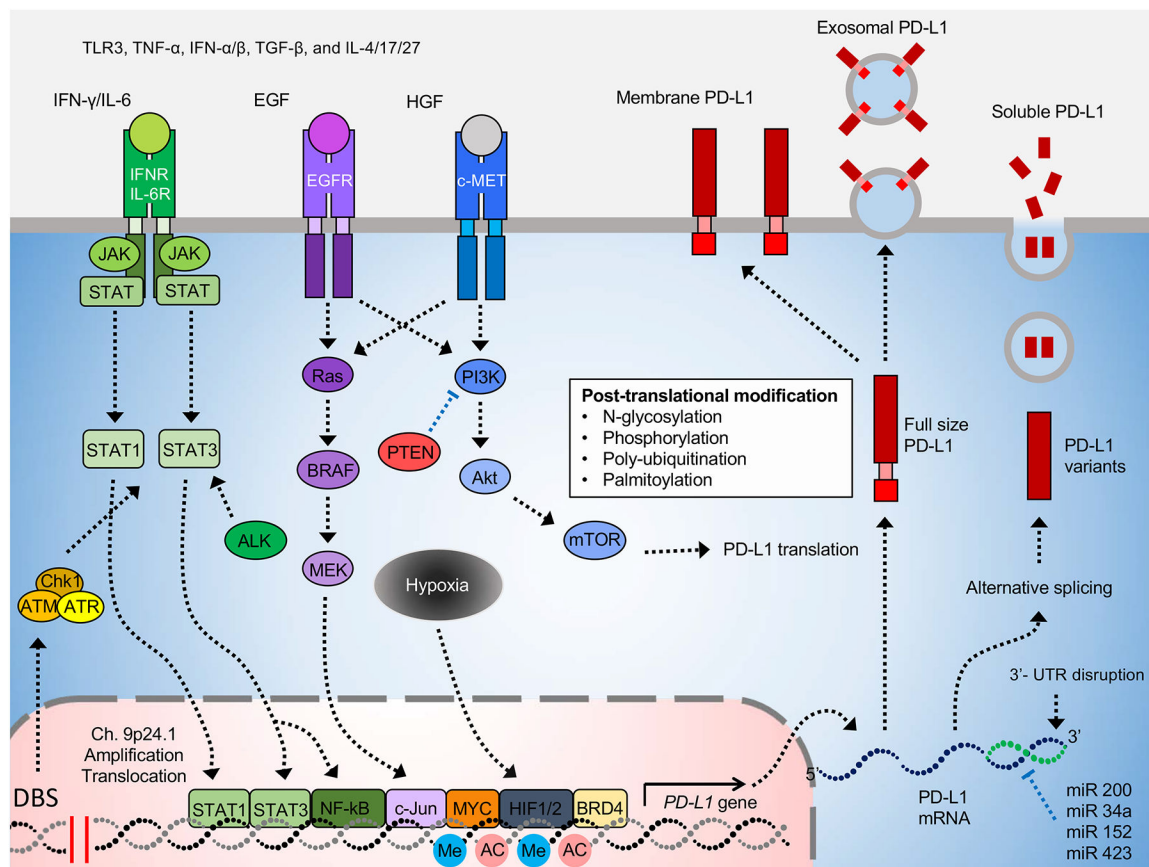 Exosomal PD-L1
TLR3, TNF-α, IFN-α/β, TGF-β, and IL-4/17/27
IFN-γ/IL-6
EGF
HGF
Membrane PD-L1
Soluble PD-L1
IFNR
IL-6R
EGFR
c-MET
JAK
JAK
STAT
STAT
Ras
PI3K
Post-translational modification
• N-glycosylation
• Phosphorylation
• Poly-ubiquitination
• Palmitoylation
Full size
PD-L1
PD-L1
variants
STAT1
STAT3
PTEN
BRAF
Akt
ALK
mTOR
PD-L1 translation
MEK
Hypoxia
Chk1
ATM
ATR
Alternative splicing
3’- UTR disruption
Ch. 9p24.1
Amplification
Translocation
3’
5’
DBS
STAT1
STAT3
NF-kB
c-Jun
MYC
HIF1/2
BRD4
PD-L1 gene
PD-L1
mRNA
miR 200
miR 34a
miR 152
miR 423
Me
AC
Me
AC